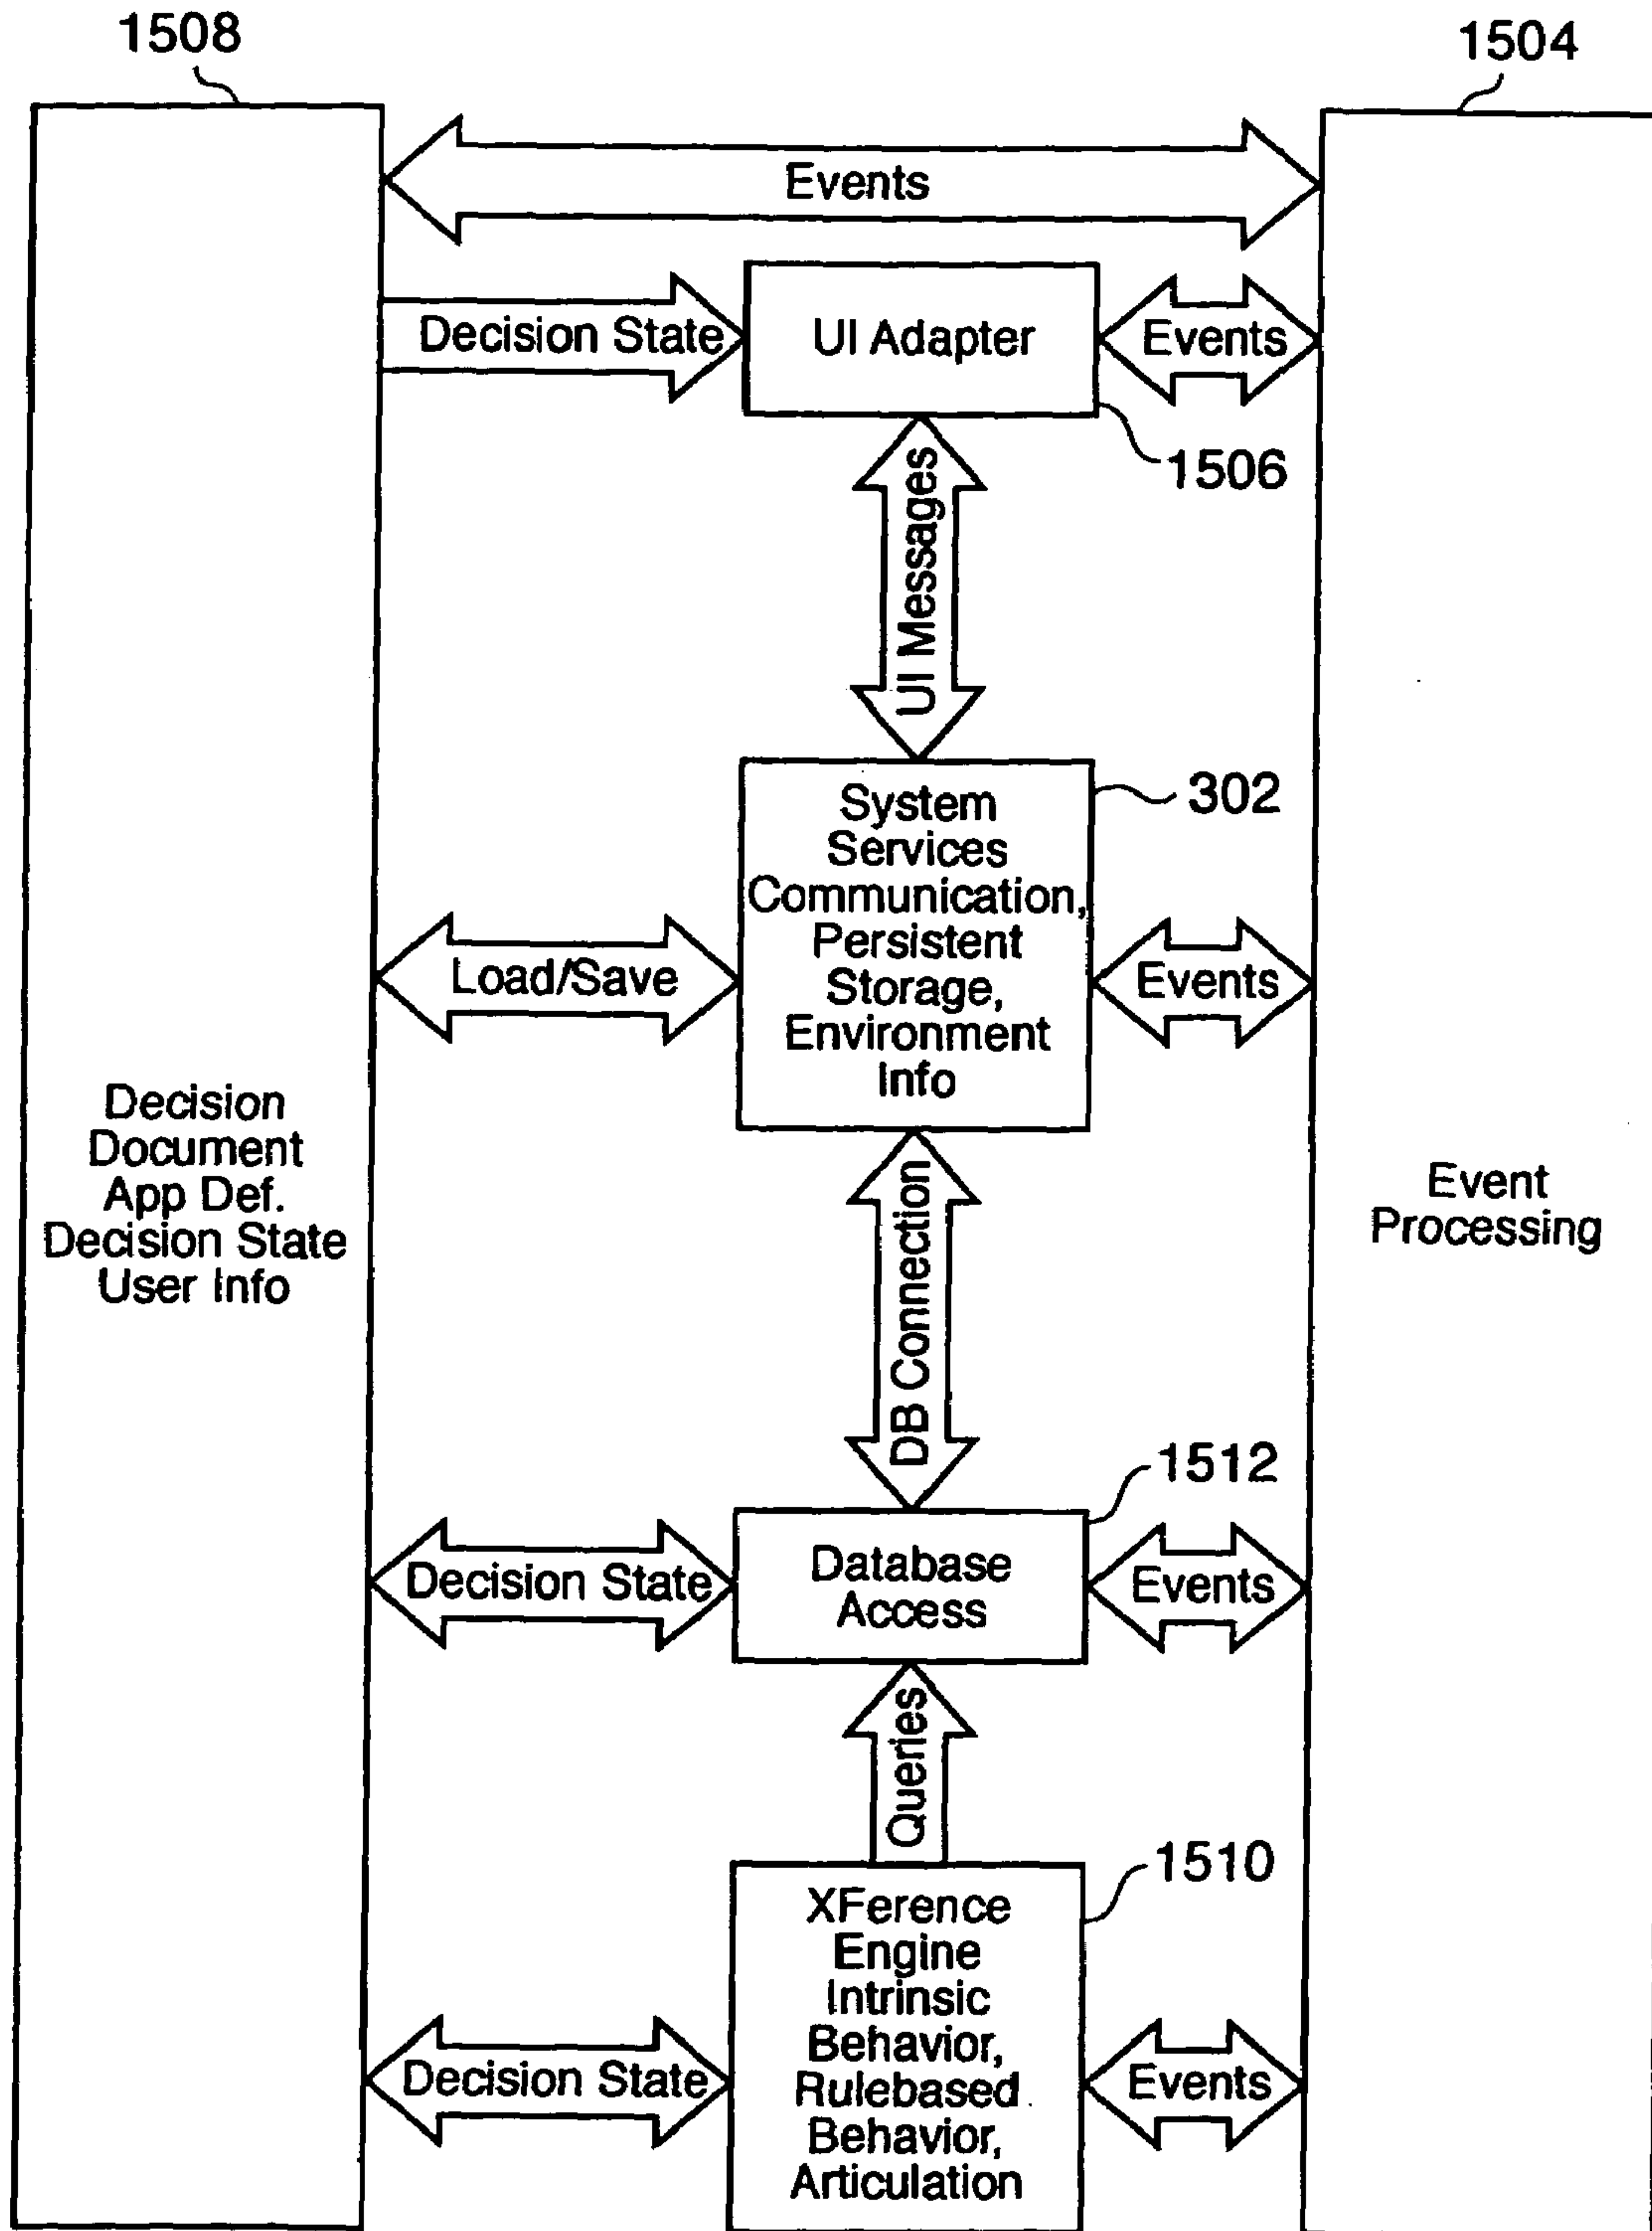 1508
1504
Events
Decision State
UI Adapter
Events
1506
UI Messages
302
System
Services
Communication,
Persistent
Storage,
Environment
Info
Load/Save
Events
Decision
Document
App Def.
Decision State
User Info
Event
Processing
DB Connection
1512
Decision State
Database
Access
Events
Queries
1510
XFerence
Engine
Intrinsic
Behavior,
Rulebased
Behavior,
Articulation
Decision State
Events